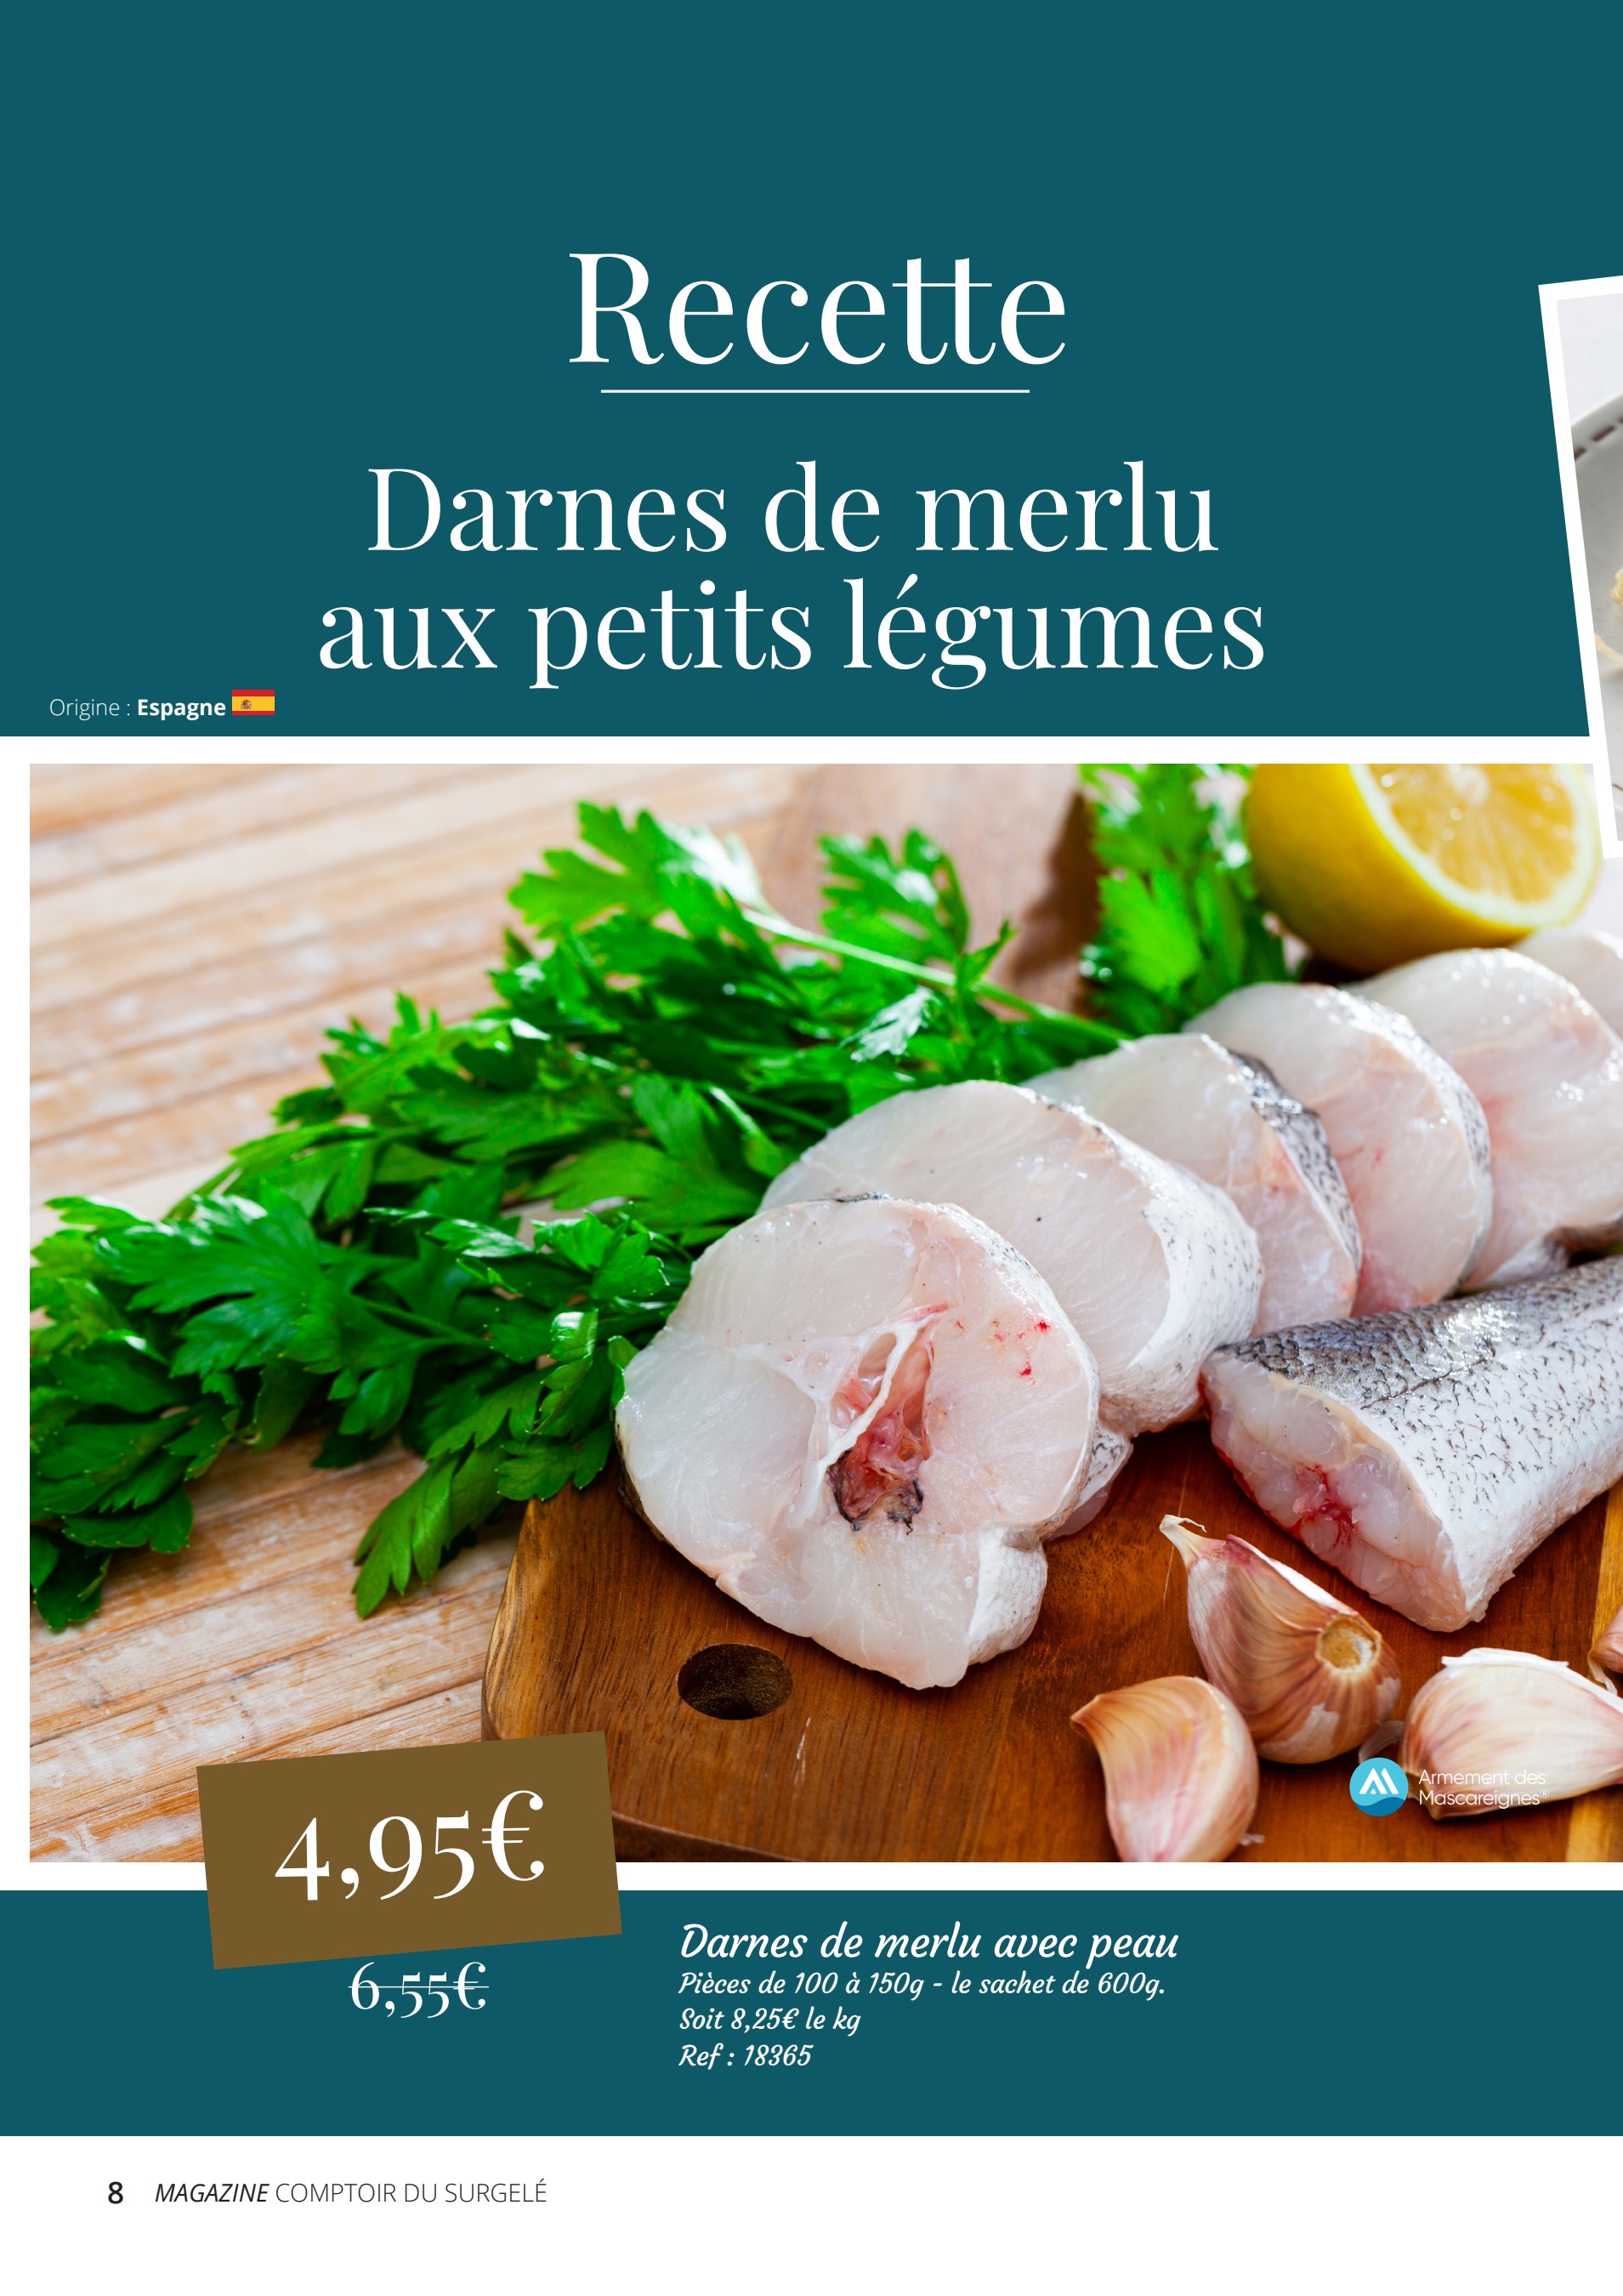 Recette
Darnes de merlu
aux petits légumes
Origine : Espagne
Armement des
Mascareignes®
4,95€
6,55€
Darnes de merlu avec peau
Pièces de 100 à 150g - le sachet de 600g.
Soit 8,25€ le kg
Ref : 18365
8 MAGAZINE COMPTOIR DU SURGELÉ